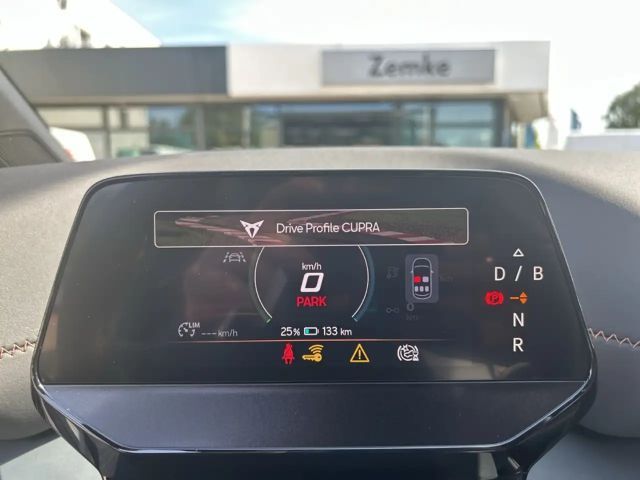 Zemke
Drive Profile CUPRA
km/h
0
PARK
LIM
--- km/h
25% 133 km
D / B
P
N
R